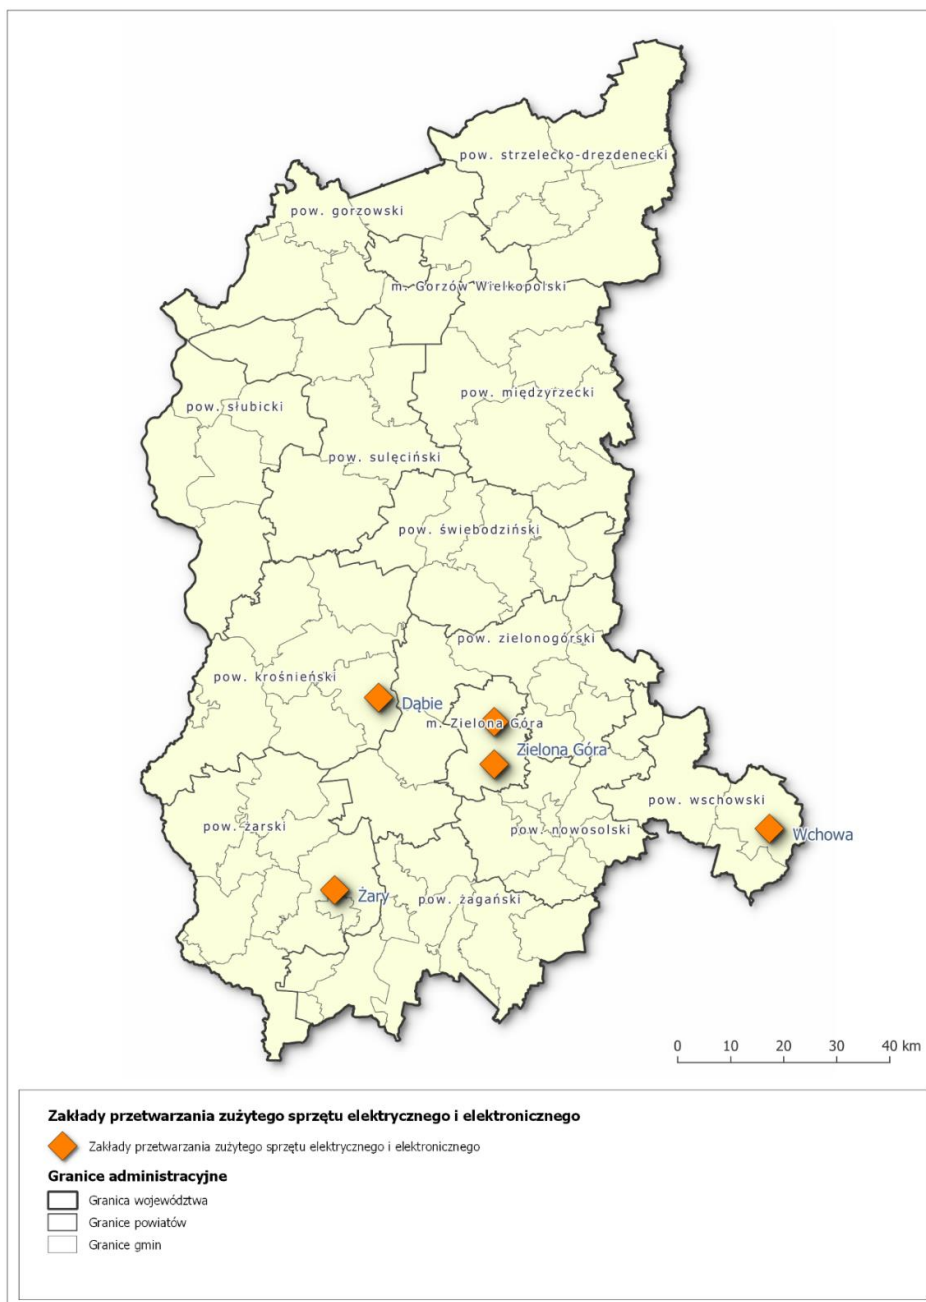 pow. strzelecko-drezdenecki
pow. gorzowski
m. Gorzów Wielkopolski
pow. międzyrzecki
pow. słubicki
pow. sulęciński
pow. świebodziński
pow. zielonogórski
pow. krośnieński
Dąbie
m. Zielona Góra
Zielona Góra
pow. wschowski
pow. żarski
pow. nowosolski
Wchowa
Żary
pow. żagański
0 10 20 30 40 km
Zakłady przetwarzania zużytego sprzętu elektrycznego i elektronicznego
Zakłady przetwarzania zużytego sprzętu elektrycznego i elektronicznego
Granice administracyjne
Granica województwa
Granice powiatów
Granice gmin